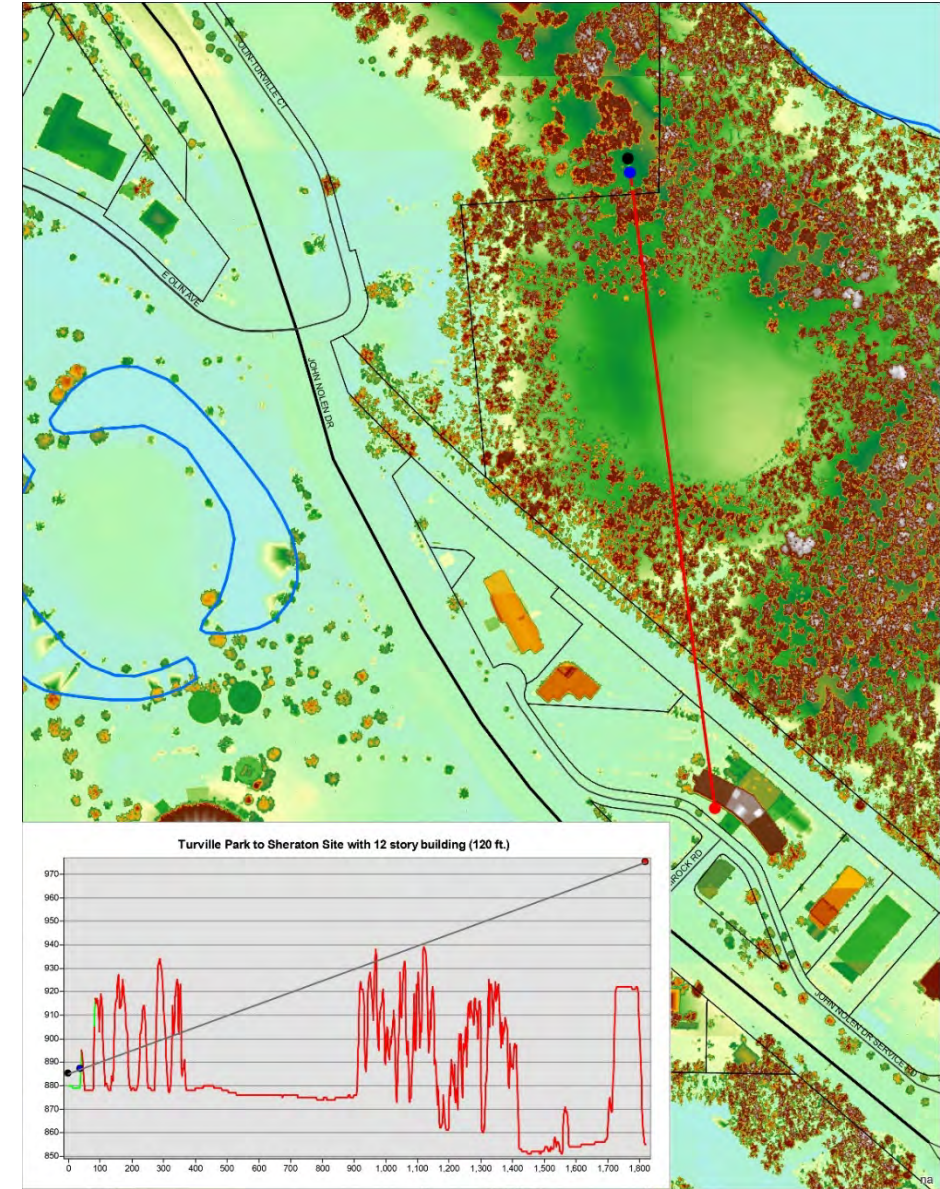 OLIN-TURVILLE CT
E OLIN AVE
JOHN NOLEN DR
BROCK RD
JOHN NOLEN DR SERVICE RD
Turville Park to Sheraton Site with 12 story building (120 ft.)
970
960
950
940
930
920
910
900
890
880
870
860
850
0 100 200 300 400 500 600 700 800 900 1,000 1,100 1,200 1,300 1,400 1,500 1,600 1,700 1,800
na